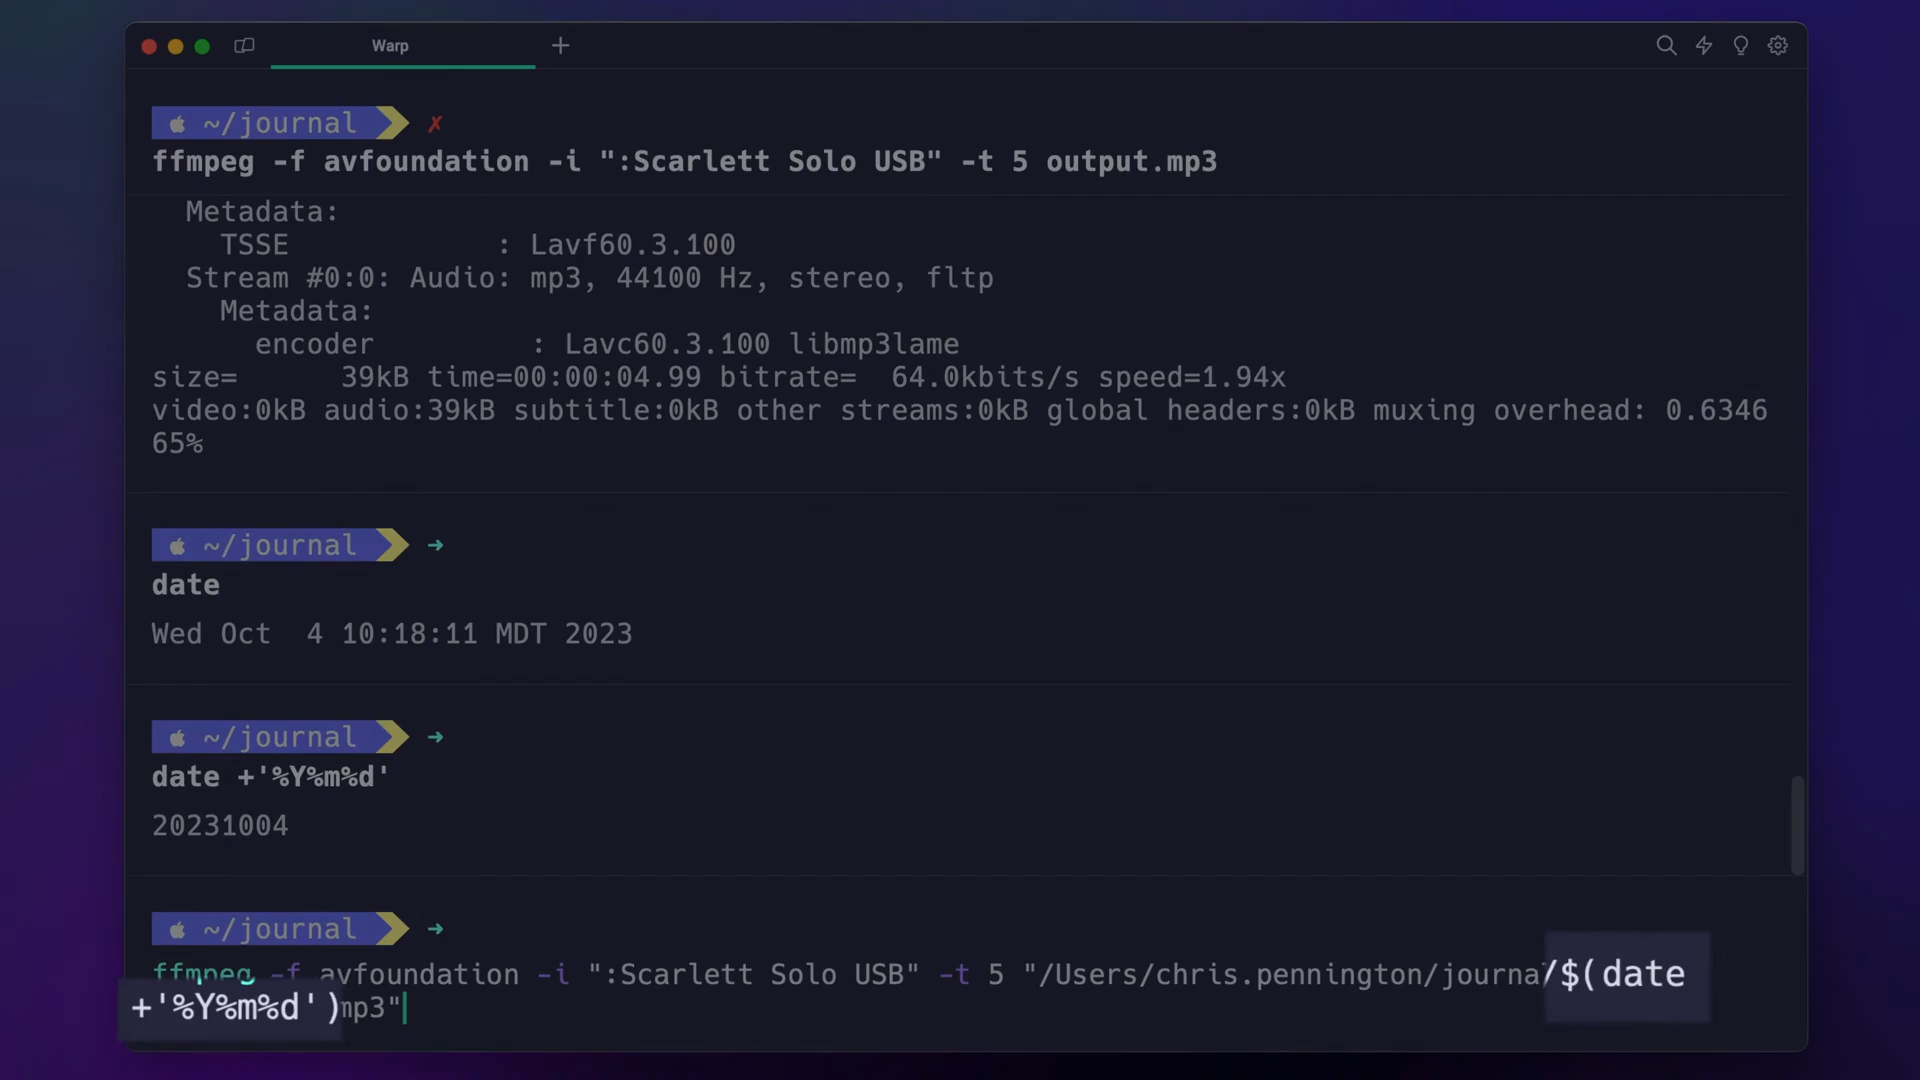 Warp
~/journal ✗
ffmpeg -f avfoundation -i ":Scarlett Solo USB" -t 5 output.mp3
Metadata:
TSSE : Lavf60.3.100
Stream #0:0: Audio: mp3, 44100 Hz, stereo, fltp
Metadata:
encoder : Lavc60.3.100 libmp3lame
size= 39kB time=00:00:04.99 bitrate= 64.0kbits/s speed=1.94x
video:0kB audio:39kB subtitle:0kB other streams:0kB global headers:0kB muxing overhead: 0.6346
65%
~/journal ➜
date
Wed Oct 4 10:18:11 MDT 2023
~/journal ➜
date +'%Y%m%d'
20231004
~/journal ➜
ffmpeg -f avfoundation -i ":Scarlett Solo USB" -t 5 "/Users/chris.pennington/journal/$(date
+'%Y%m%d')mp3"